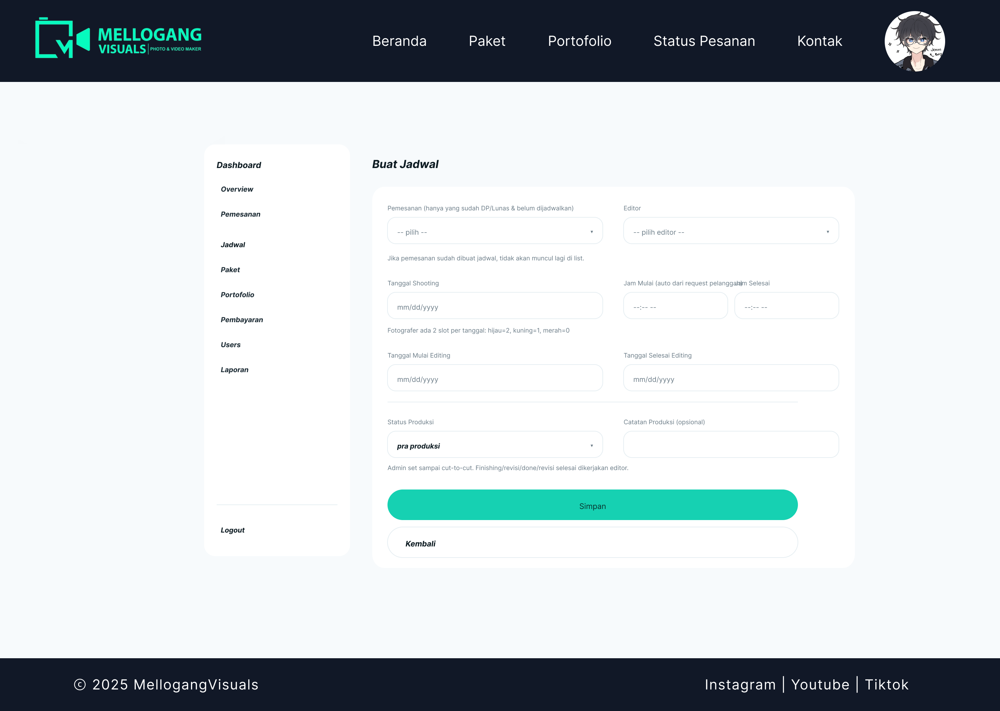 MELLOGANG
VISUALS | PHOTO & VIDEO MAKER
Beranda Paket Portofolio Status Pesanan Kontak
Jenius
Boy
Dashboard
Overview
Pemesanan
Jadwal
Paket
Portofolio
Pembayaran
Users
Laporan
Logout
Buat Jadwal
Pemesanan (hanya yang sudah DP/Lunas & belum dijadwalkan) Editor
-- pilih -- ▾ -- pilih editor -- ▾
Jika pemesanan sudah dibuat jadwal, tidak akan muncul lagi di list.
Tanggal Shooting Jam Mulai (auto dari request pelanggan) Jam Selesai
mm/dd/yyyy --:-- -- --:-- --
Fotografer ada 2 slot per tanggal: hijau=2, kuning=1, merah=0
Tanggal Mulai Editing Tanggal Selesai Editing
mm/dd/yyyy mm/dd/yyyy
Status Produksi Catatan Produksi (opsional)
pra produksi ▾
Admin set sampai cut-to-cut. Finishing/revisi/done/revisi selesai dikerjakan editor.
Simpan
Kembali
© 2025 MellogangVisuals Instagram | Youtube | Tiktok